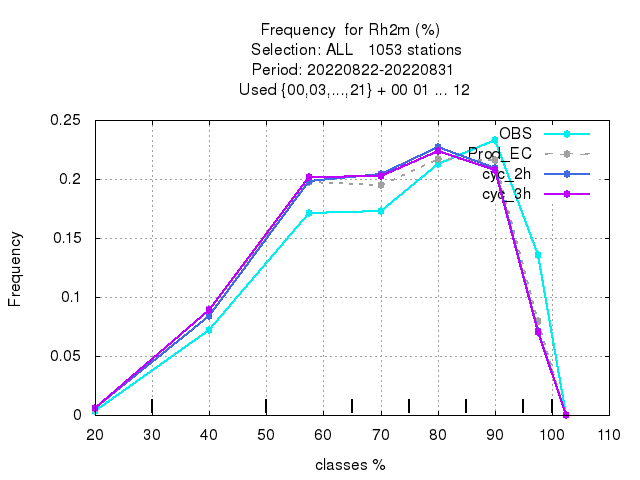 Frequency for Rh2m (%)
Selection: ALL 1053 stations
Period: 20220822-20220831
Used {00,03,...,21} + 00 01 ... 12
0.25
0.2
0.15
0.1
0.05
0
Frequency
OBS
Prod_EC
cyc_2h
cyc_3h
20 30 40 50 60 70 80 90 100 110
classes %